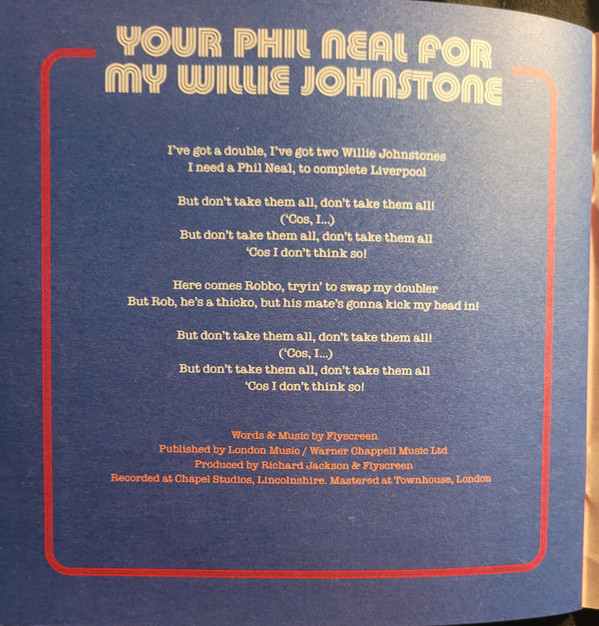 YOUR PHIL NEAL FOR
MY WILLIE JOHNSTONE
I've got a double, I've got two Willie Johnstones
I need a Phil Neal, to complete Liverpool
But don't take them all, don't take them all!
('Cos, I...)
But don't take them all, don't take them all
'Cos I don't think so!
Here comes Robbo, tryin' to swap my doubler
But Rob, he's a thicko, but his mate's gonna kick my head in!
But don't take them all, don't take them all!
('Cos, I...)
But don't take them all, don't take them all
'Cos I don't think so!
Words & Music by Flyscreen
Published by London Music / Warner Chappell Music Ltd
Produced by Richard Jackson & Flyscreen
Recorded at Chapel Studios, Lincolnshire. Mastered at Townhouse, London